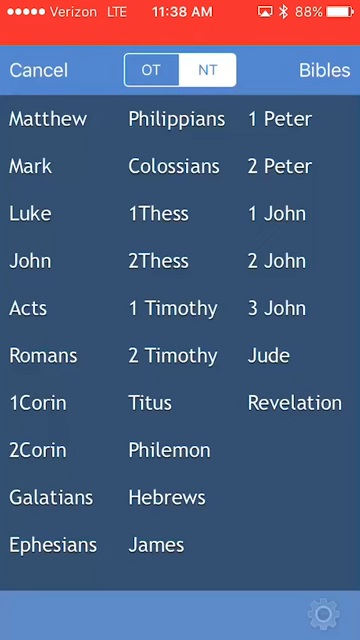 Verizon LTE 11:38 AM 88%
Cancel OT NT Bibles
Matthew Philippians 1 Peter
Mark Colossians 2 Peter
Luke 1Thess 1 John
John 2Thess 2 John
Acts 1 Timothy 3 John
Romans 2 Timothy Jude
1Corin Titus Revelation
2Corin Philemon
Galatians Hebrews
Ephesians James